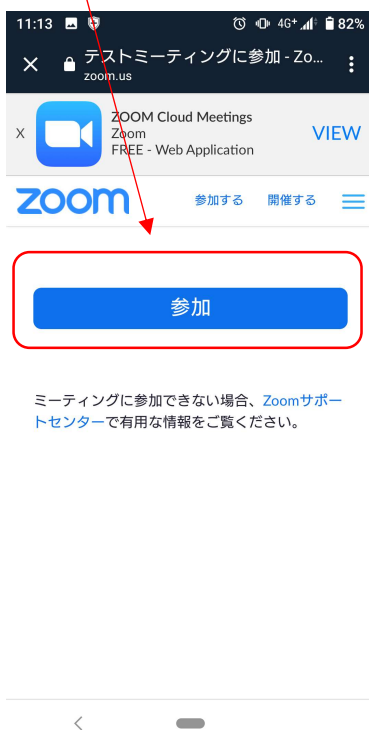 11:13 4G+ 82%
テストミーティングに参加 - Zo...
zoom.us
ZOOM Cloud Meetings
x Zoom VIEW
FREE - Web Application
zoom 参加する 開催する
参加
ミーティングに参加できない場合、Zoomサポー
トセンターで有用な情報をご覧ください。